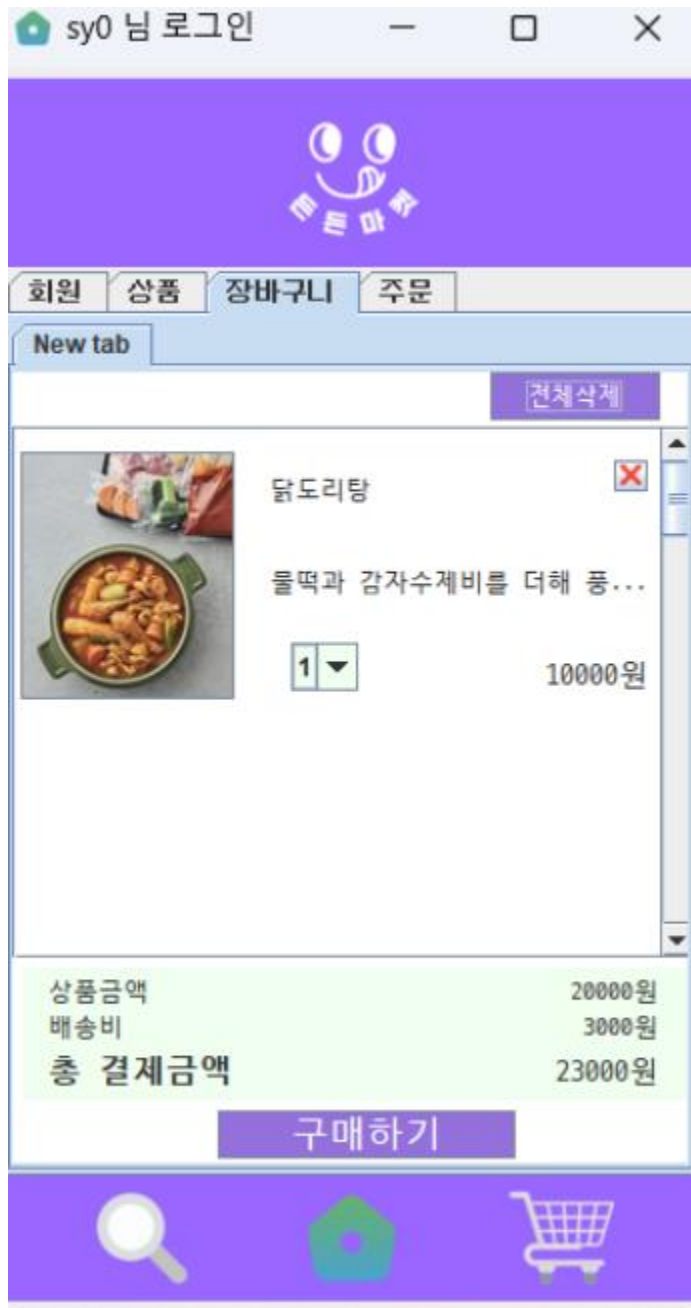 sy0 님 로그인
든든마켓
회원 상품 장바구니 주문
New tab
전체삭제
닭도리탕
물떡과 감자수제비를 더해 풍...
1
10000원
상품금액 20000원
배송비 3000원
총 결제금액 23000원
구매하기